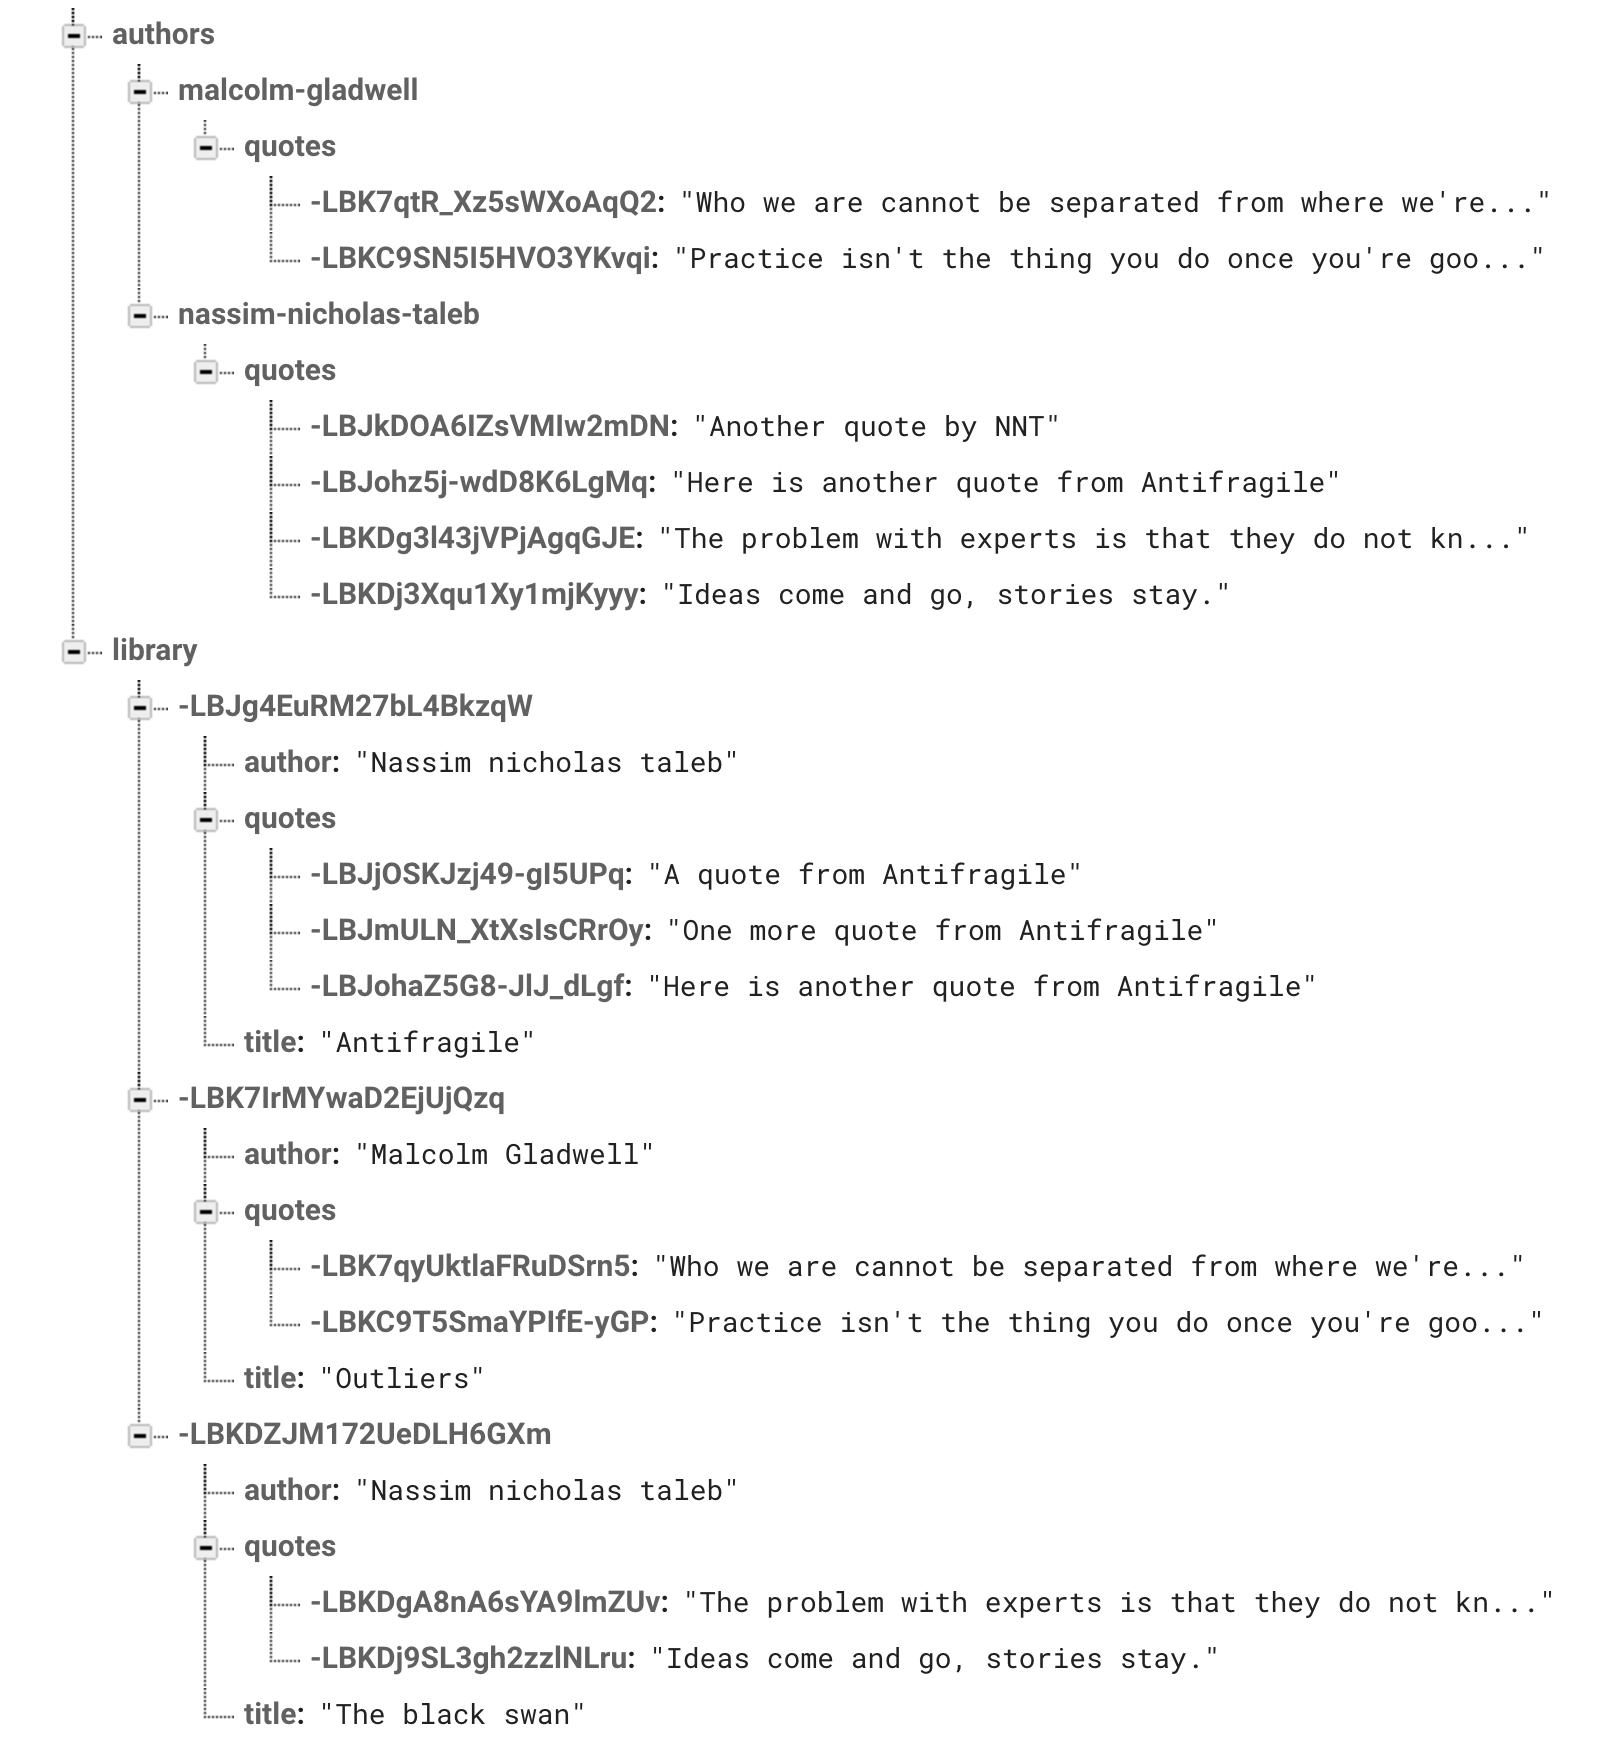 authors
malcolm-gladwell
quotes
-LBK7qtR_Xz5sWXoAqQ2: "Who we are cannot be separated from where we're..."
-LBKC9SN5I5HVO3YKvqi: "Practice isn't the thing you do once you're goo..."
nassim-nicholas-taleb
quotes
-LBJkDOA6IZsVMIw2mDN: "Another quote by NNT"
-LBJohz5j-wdD8K6LgMq: "Here is another quote from Antifragile"
-LBKDg3l43jVPjAgqGJE: "The problem with experts is that they do not kn..."
-LBKDj3Xqu1Xy1mjKyyy: "Ideas come and go, stories stay."
library
-LBJg4EuRM27bL4BkzqW
author: "Nassim nicholas taleb"
quotes
-LBJjOSKJzj49-gI5UPq: "A quote from Antifragile"
-LBJmULN_XtXsIsCRrOy: "One more quote from Antifragile"
-LBJohaZ5G8-JlJ_dLgf: "Here is another quote from Antifragile"
title: "Antifragile"
-LBK7IrMYwaD2EjUjQzq
author: "Malcolm Gladwell"
quotes
-LBK7qyUktlaFRuDSrn5: "Who we are cannot be separated from where we're..."
-LBKC9T5SmaYPIfE-yGP: "Practice isn't the thing you do once you're goo..."
title: "Outliers"
-LBKDZJM172UeDLH6GXm
author: "Nassim nicholas taleb"
quotes
-LBKDgA8nA6sYA9lmZUv: "The problem with experts is that they do not kn..."
-LBKDj9SL3gh2zzlNLru: "Ideas come and go, stories stay."
title: "The black swan"